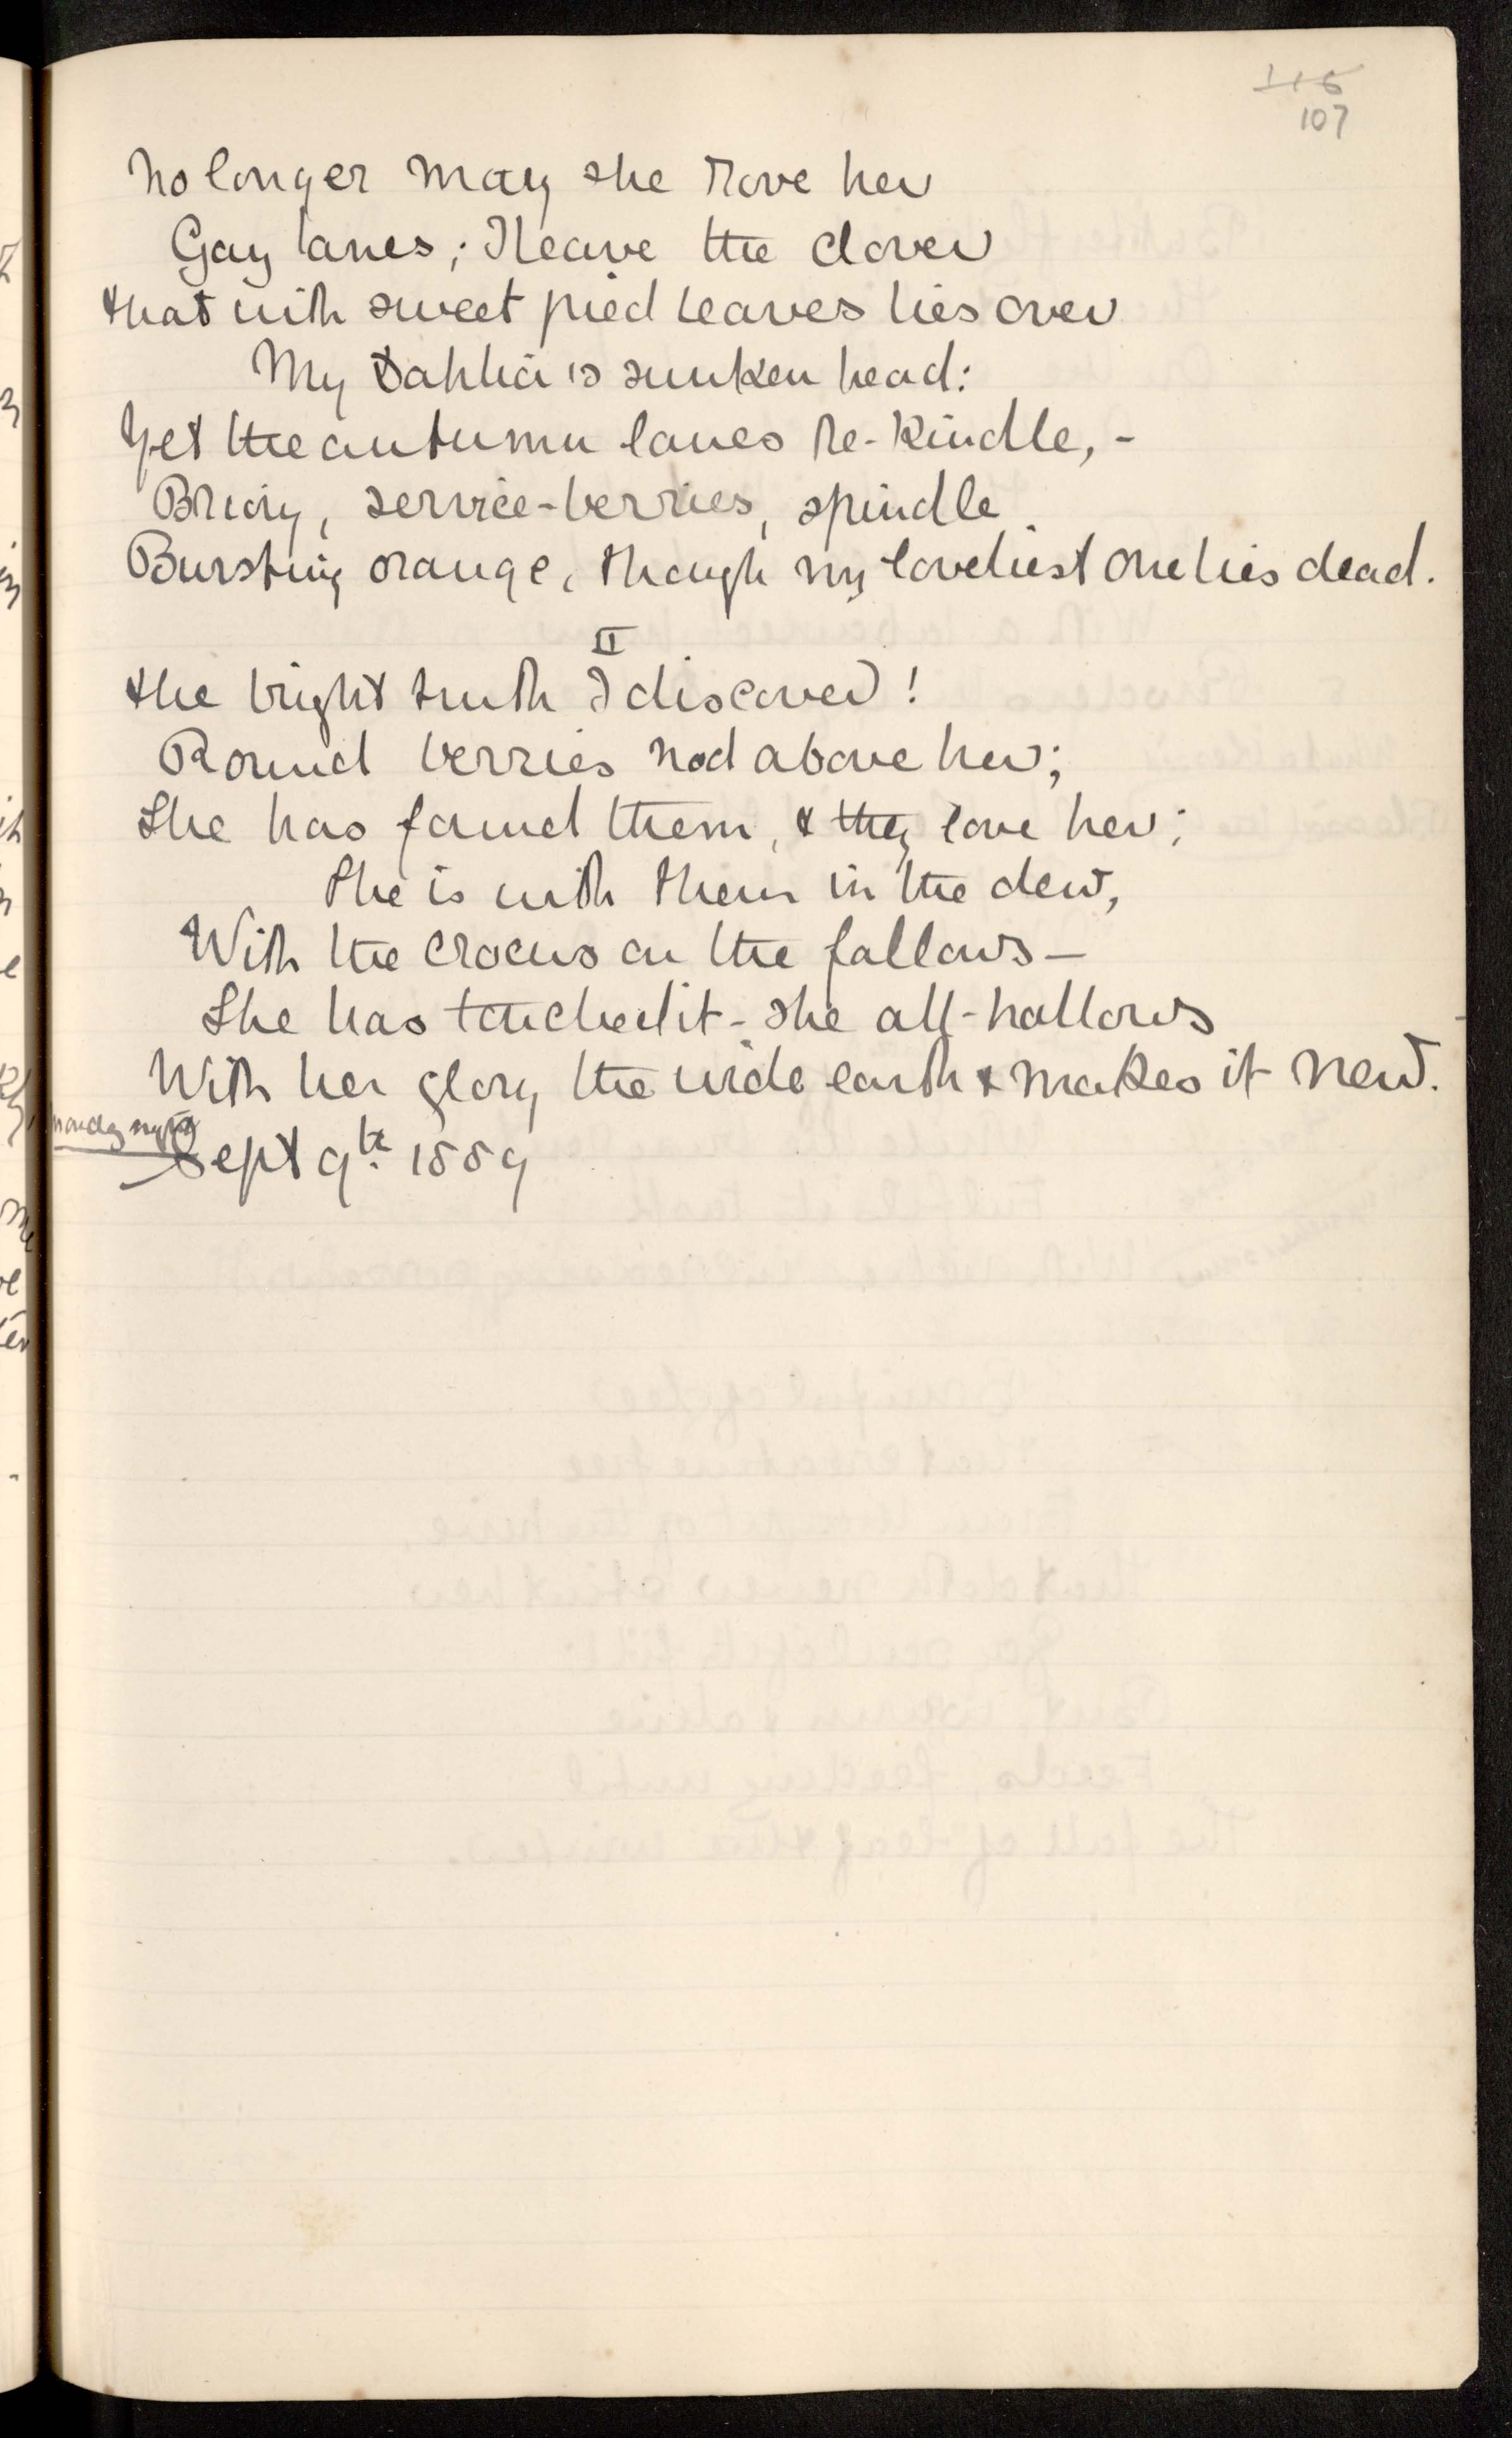 116
107
No longer may she rove her
Gay lanes; I leave the clover
That with sweet pied leaves lies over
My Dahlia's sunken head:
Yet the autumn lanes re-kindle, -
Briony, service-berries, spindle
Bursting orange, though my loveliest one lies dead.
II
The bright truth I discover!
Round berries nod above her;
She has found them, & they love her;
She is with them in the dew,
With the crocus on the fallows—
She has touched it - she all-hallows
With her glory the wide earth & makes it new.
Monday night
Sept 9th. 1889